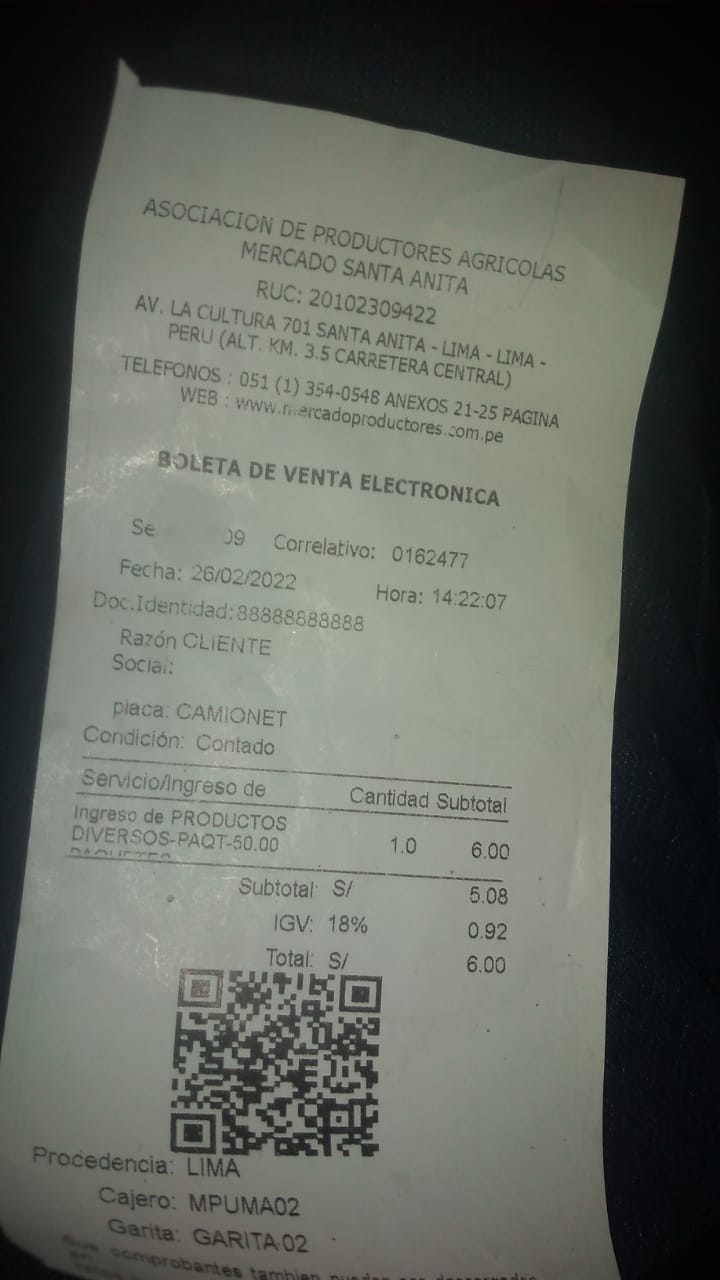 ASOCIACION DE PRODUCTORES AGRICOLAS
MERCADO SANTA ANITA
RUC: 20102309422
AV. LA CULTURA 701 SANTA ANITA - LIMA - LIMA -
PERU (ALT. KM. 3.5 CARRETERA CENTRAL)
TELEFONOS : 051 (1) 354-0548 ANEXOS 21-25 PAGINA
WEB : www.mercadoproductores.com.pe
BOLETA DE VENTA ELECTRONICA
Correlativo: 0162477
Fecha: 26/02/2022 Hora: 14:22:07
Doc.Identidad:88888888888
Razón CLIENTE
Social:
placa: CAMIONET
Condición: Contado
Servicio/Ingreso de Cantidad Subtotal
Ingreso de PRODUCTOS
DIVERSOS-PAQT-50.00 1.0 6.00
Subtotal: S/ 5.08
IGV: 18% 0.92
Total: S/ 6.00
Procedencia: LIMA
Cajero: MPUMA02
Garita: GARITA 02
comprobantes tambien pueden